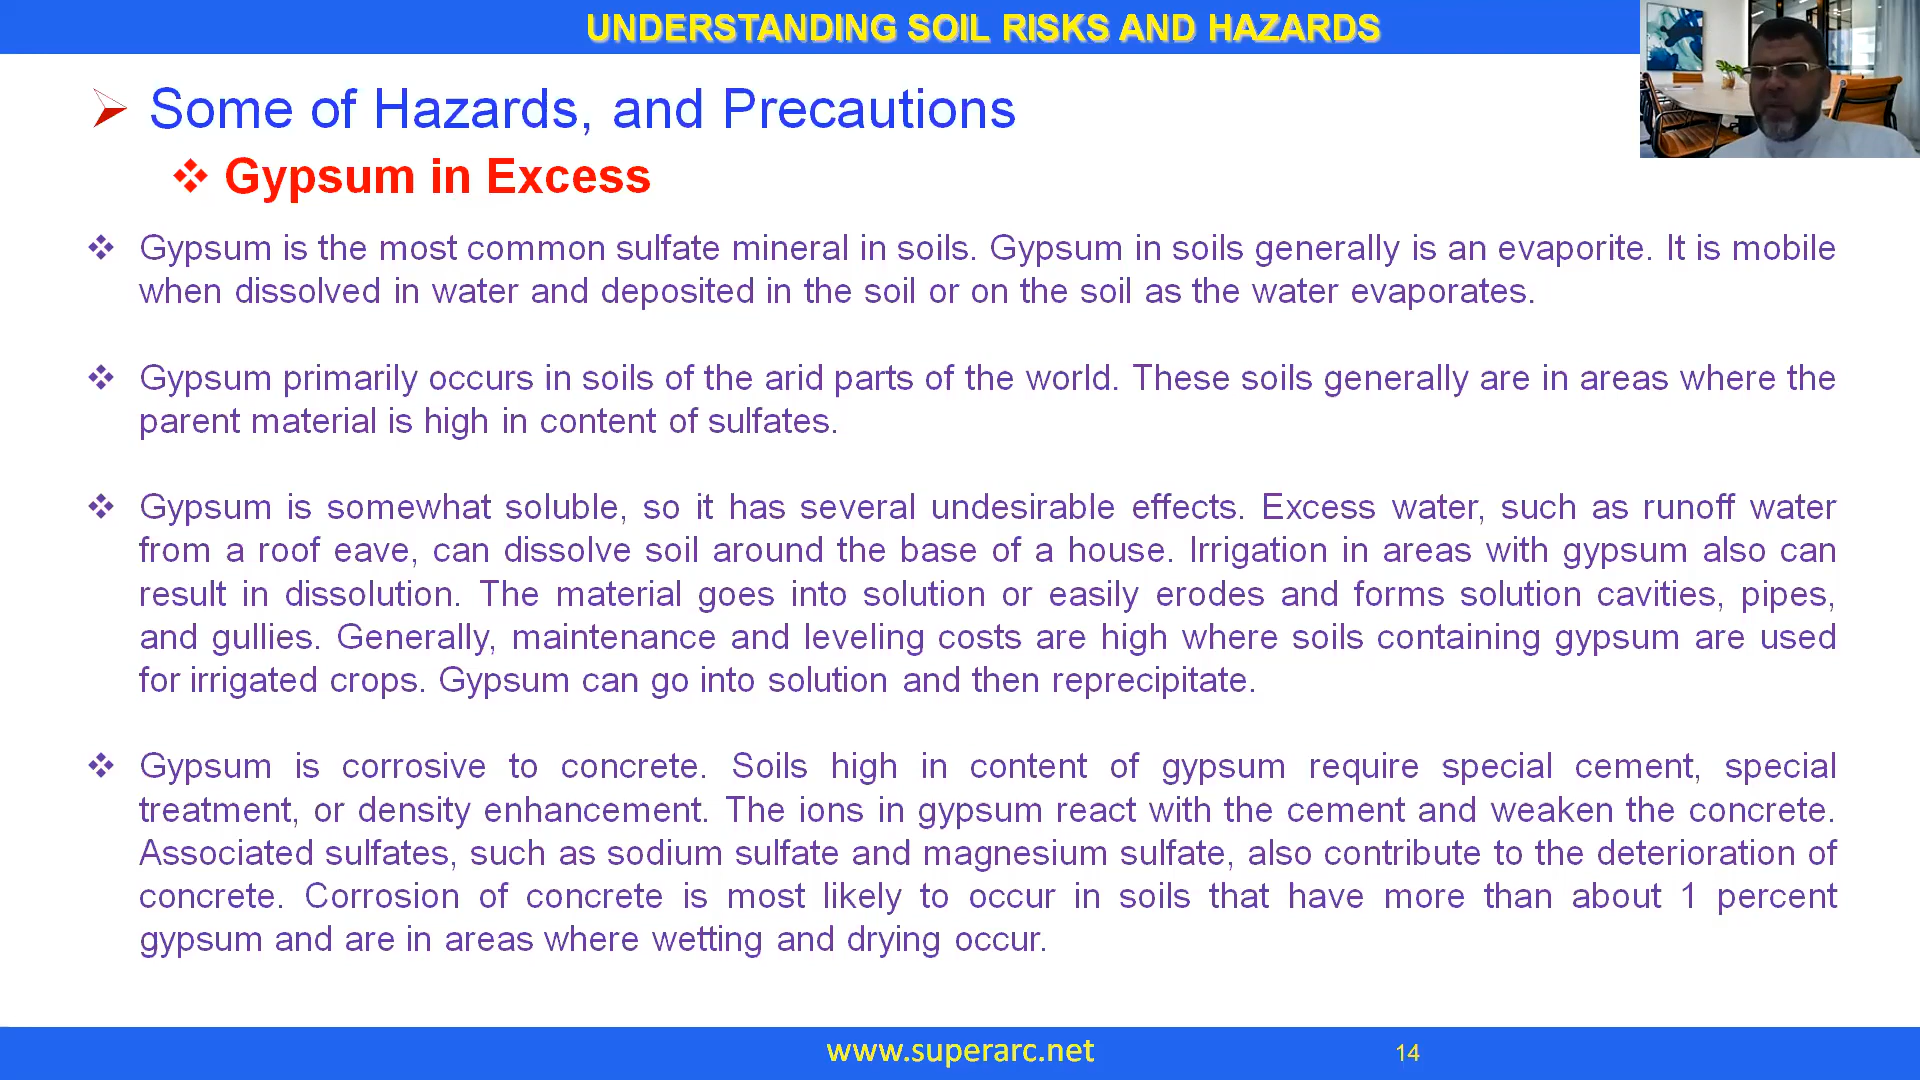 UNDERSTANDING SOIL RISKS AND HAZARDS
Some of Hazards, and Precautions
Gypsum in Excess
Gypsum is the most common sulfate mineral in soils. Gypsum in soils generally is an evaporite. It is mobile
when dissolved in water and deposited in the soil or on the soil as the water evaporates.
Gypsum primarily occurs in soils of the arid parts of the world. These soils generally are in areas where the
parent material is high in content of sulfates.
Gypsum is somewhat soluble, so it has several undesirable effects. Excess water, such as runoff water
from a roof eave, can dissolve soil around the base of a house. Irrigation in areas with gypsum also can
result in dissolution. The material goes into solution or easily erodes and forms solution cavities, pipes,
and gullies. Generally, maintenance and leveling costs are high where soils containing gypsum are used
for irrigated crops. Gypsum can go into solution and then reprecipitate.
Gypsum is corrosive to concrete. Soils high in content of gypsum require special cement, special
treatment, or density enhancement. The ions in gypsum react with the cement and weaken the concrete.
Associated sulfates, such as sodium sulfate and magnesium sulfate, also contribute to the deterioration of
concrete. Corrosion of concrete is most likely to occur in soils that have more than about 1 percent
gypsum and are in areas where wetting and drying occur.
www.superarc.net
14